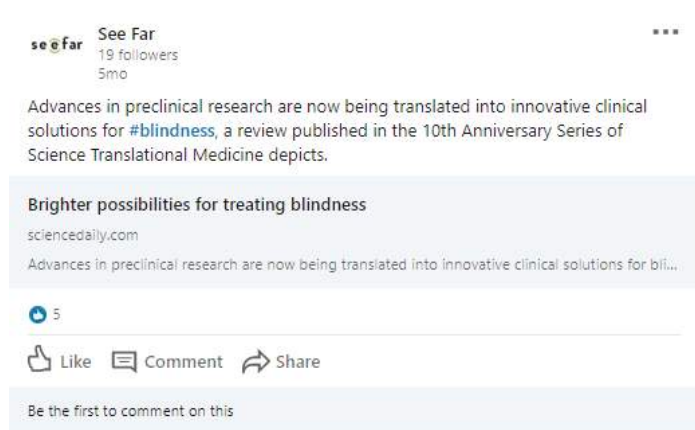 see far
See Far
19 followers
5mo
Advances in preclinical research are now being translated into innovative clinical
solutions for #blindness, a review published in the 10th Anniversary Series of
Science Translational Medicine depicts.
Brighter possibilities for treating blindness
sciencedaily.com
Advances in preclinical research are now being translated into innovative clinical solutions for bli...
5
Like Comment Share
Be the first to comment on this